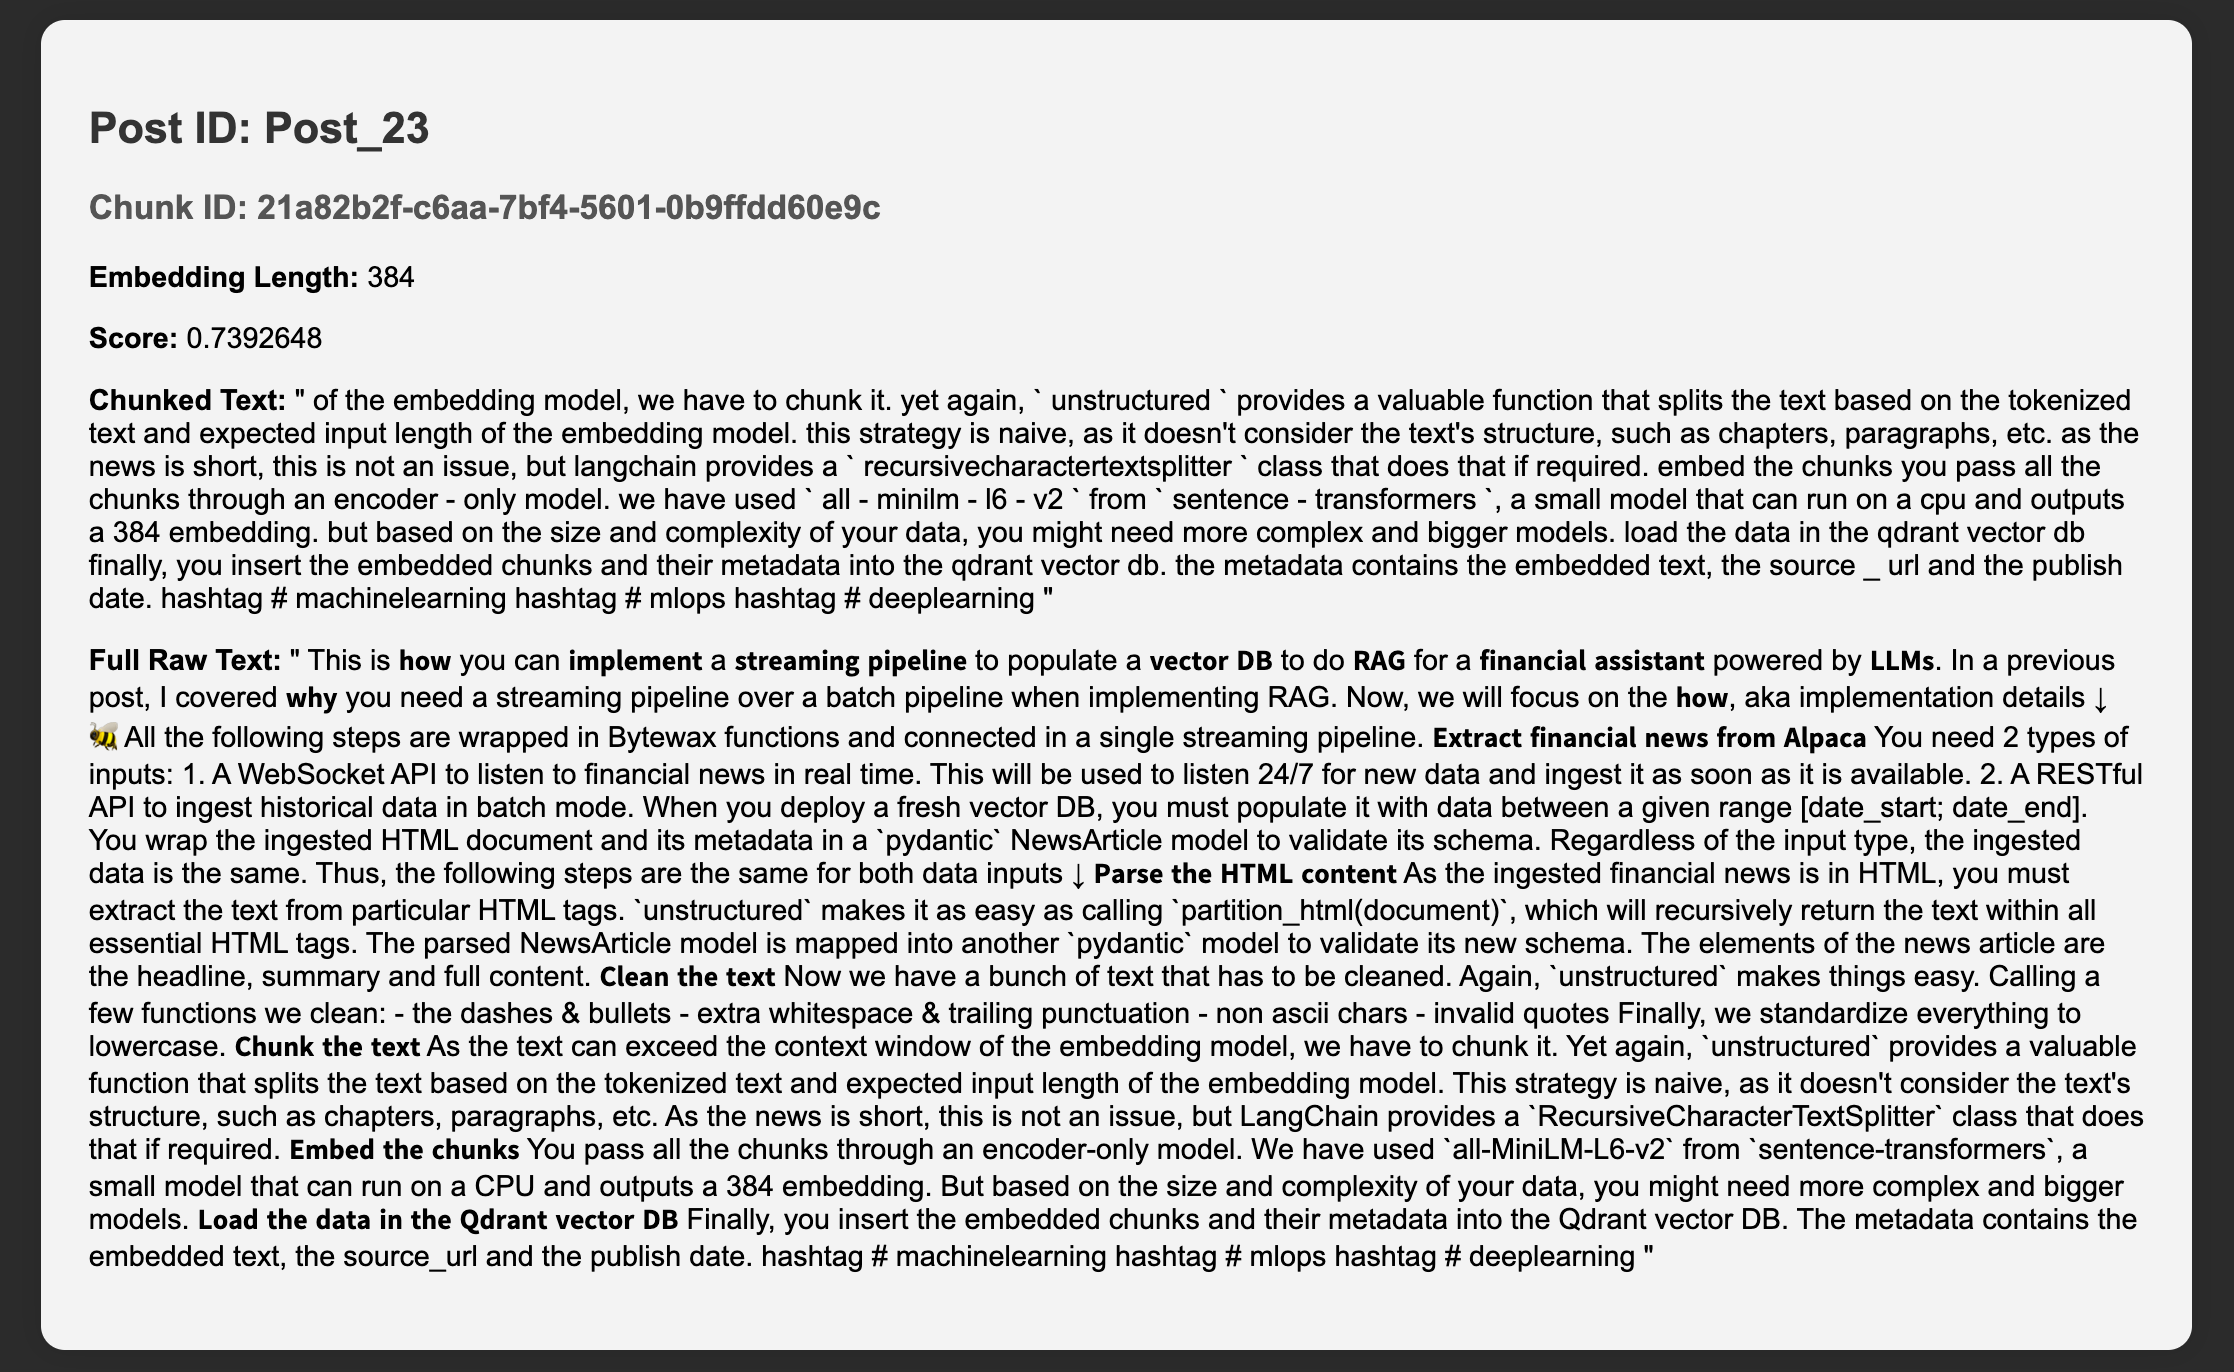 Post ID: Post_23
Chunk ID: 21a82b2f-c6aa-7bf4-5601-0b9ffdd60e9c
Embedding Length: 384
Score: 0.7392648
Chunked Text: " of the embedding model, we have to chunk it. yet again, ` unstructured ` provides a valuable function that splits the text based on the tokenized
text and expected input length of the embedding model. this strategy is naive, as it doesn't consider the text's structure, such as chapters, paragraphs, etc. as the
news is short, this is not an issue, but langchain provides a ` recursivecharactertextsplitter ` class that does that if required. embed the chunks you pass all the
chunks through an encoder - only model. we have used ` all - minilm - l6 - v2 ` from ` sentence - transformers `, a small model that can run on a cpu and outputs
a 384 embedding. but based on the size and complexity of your data, you might need more complex and bigger models. load the data in the qdrant vector db
finally, you insert the embedded chunks and their metadata into the qdrant vector db. the metadata contains the embedded text, the source _ url and the publish
date. hashtag # machinelearning hashtag # mlops hashtag # deeplearning "
Full Raw Text: " This is how you can implement a streaming pipeline to populate a vector DB to do RAG for a financial assistant powered by LLMs. In a previous
post, I covered why you need a streaming pipeline over a batch pipeline when implementing RAG. Now, we will focus on the how, aka implementation details ↓
🐝 All the following steps are wrapped in Bytewax functions and connected in a single streaming pipeline. Extract financial news from Alpaca You need 2 types of
inputs: 1. A WebSocket API to listen to financial news in real time. This will be used to listen 24/7 for new data and ingest it as soon as it is available. 2. A RESTful
API to ingest historical data in batch mode. When you deploy a fresh vector DB, you must populate it with data between a given range [date_start; date_end].
You wrap the ingested HTML document and its metadata in a `pydantic` NewsArticle model to validate its schema. Regardless of the input type, the ingested
data is the same. Thus, the following steps are the same for both data inputs ↓ Parse the HTML content As the ingested financial news is in HTML, you must
extract the text from particular HTML tags. `unstructured` makes it as easy as calling `partition_html(document)`, which will recursively return the text within all
essential HTML tags. The parsed NewsArticle model is mapped into another `pydantic` model to validate its new schema. The elements of the news article are
the headline, summary and full content. Clean the text Now we have a bunch of text that has to be cleaned. Again, `unstructured` makes things easy. Calling a
few functions we clean: - the dashes & bullets - extra whitespace & trailing punctuation - non ascii chars - invalid quotes Finally, we standardize everything to
lowercase. Chunk the text As the text can exceed the context window of the embedding model, we have to chunk it. Yet again, `unstructured` provides a valuable
function that splits the text based on the tokenized text and expected input length of the embedding model. This strategy is naive, as it doesn't consider the text's
structure, such as chapters, paragraphs, etc. As the news is short, this is not an issue, but LangChain provides a `RecursiveCharacterTextSplitter` class that does
that if required. Embed the chunks You pass all the chunks through an encoder-only model. We have used `all-MiniLM-L6-v2` from `sentence-transformers`, a
small model that can run on a CPU and outputs a 384 embedding. But based on the size and complexity of your data, you might need more complex and bigger
models. Load the data in the Qdrant vector DB Finally, you insert the embedded chunks and their metadata into the Qdrant vector DB. The metadata contains the
embedded text, the source_url and the publish date. hashtag # machinelearning hashtag # mlops hashtag # deeplearning "